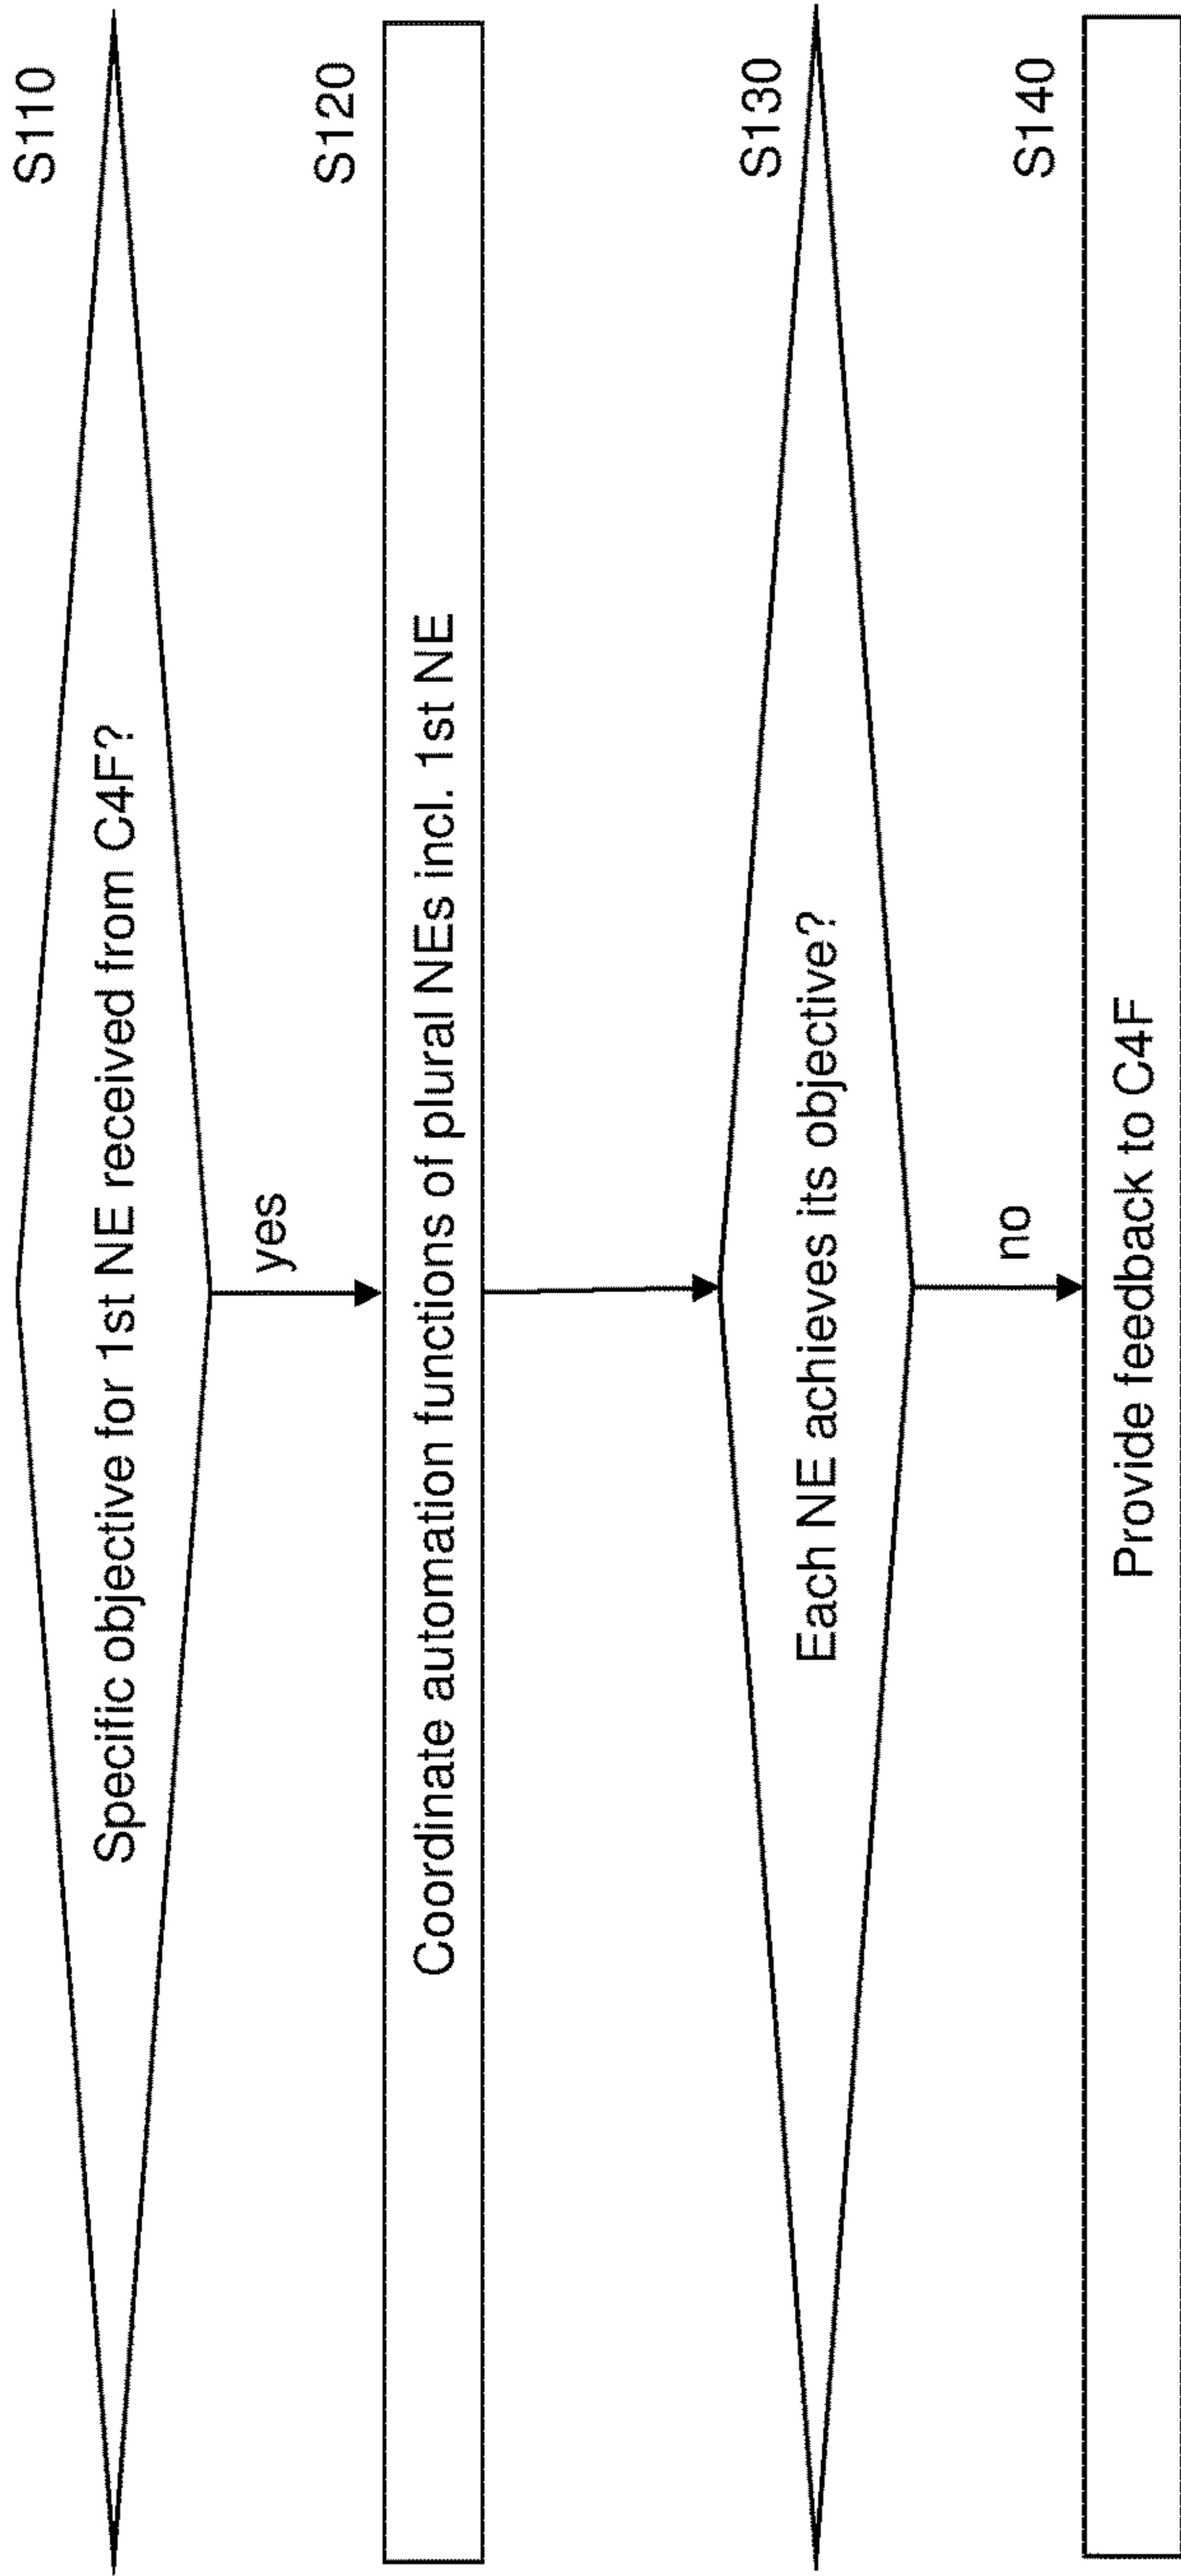 S110
Specific objective for 1st NE received from C4F?
yes
S120
Coordinate automation functions of plural NEs incl. 1st NE
S130
Each NE achieves its objective?
no
S140
Provide feedback to C4F